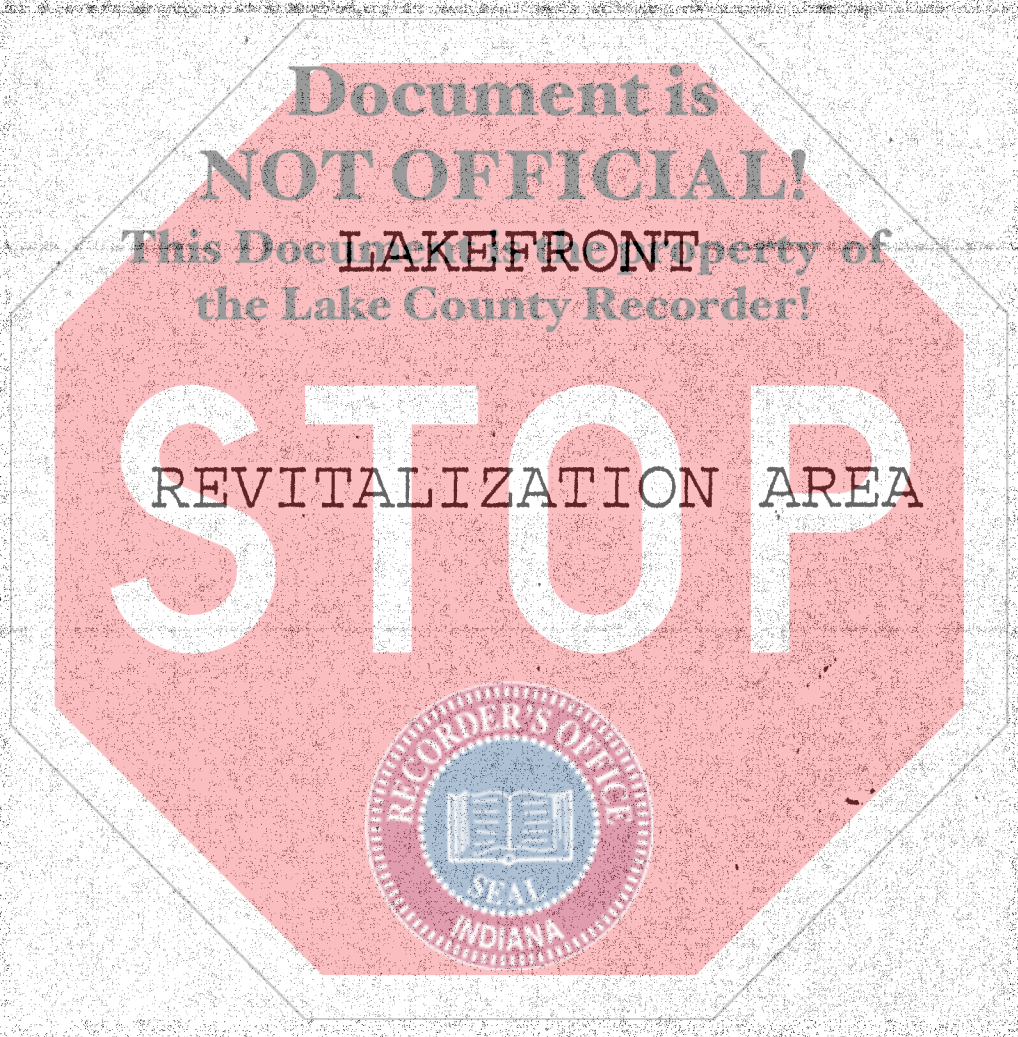 Document is
NOT OFFICIAL!
This Document is the property of
LAKEFRONT
the Lake County Recorder!
STOP
REVITALIZATION AREA
RECORDER'S OFFICE
SEAL
INDIANA